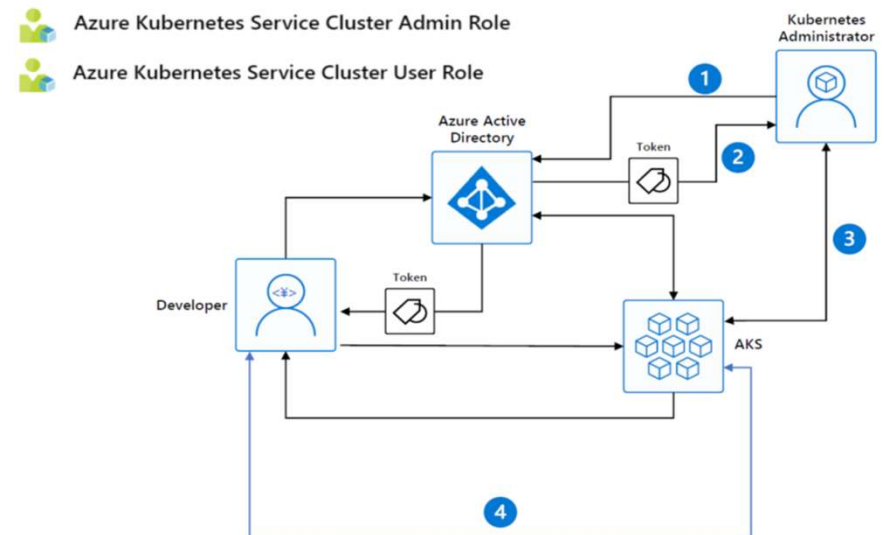 Azure Kubernetes Service Cluster Admin Role
Azure Kubernetes Service Cluster User Role
Kubernetes
Administrator
1
Azure Active
Directory
Token
2
3
Developer
<¥>
Token
AKS
4